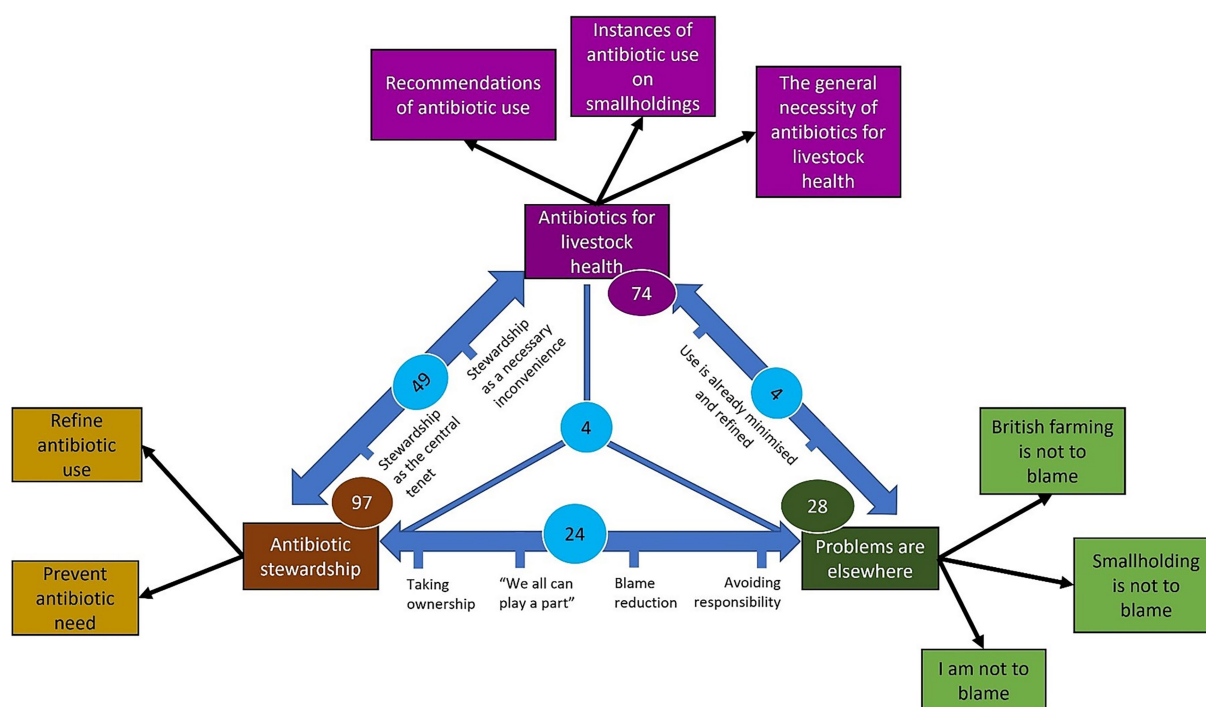 Instances of
antibiotic use
on
smallholdings
Recommendations
of antibiotic use
The general
necessity of
antibiotics for
livestock
health
Antibiotics for
livestock
health
74
49
Stewardship
as a necessary
inconvenience
Stewardship
as the central
tenet
Use is already minimised
and refined
4
4
Refine
antibiotic
use
Prevent
antibiotic
need
97
Antibiotic
stewardship
24
28
Problems are
elsewhere
Taking
ownership
“We all can
play a part”
Blame
reduction
Avoiding
responsibility
British farming
is not to
blame
Smallholding
is not to
blame
I am not to
blame